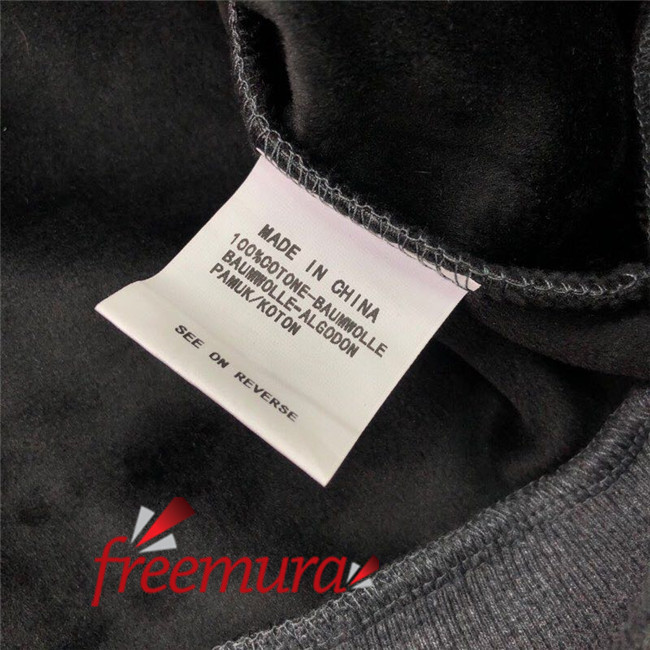 MADE IN CHINA
100%COTONE-BAUMWOLLE
BAUMWOLLE-ALGODON
PAMUK/KOTON
SEE ON REVERSE
freemura